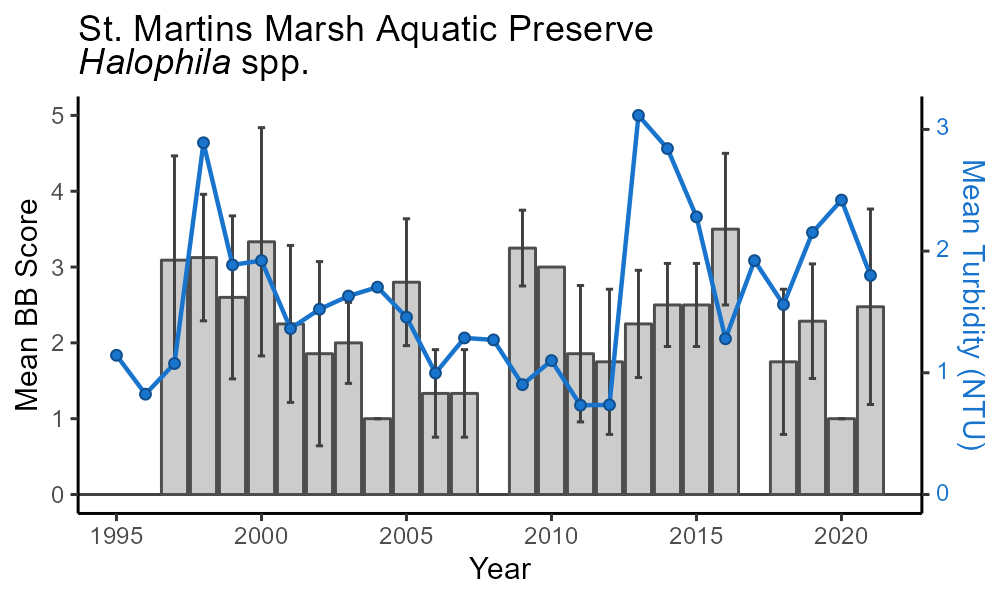 St. Martins Marsh Aquatic Preserve
Halophila spp.
Mean BB Score
5
4
3
2
1
0
3
2
1
0
Mean Turbidity (NTU)
1995 2000 2005 2010 2015 2020
Year